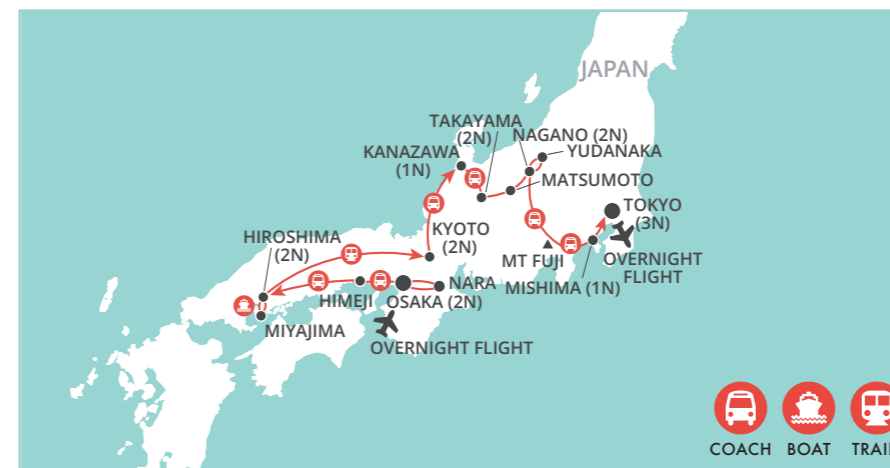 JAPAN
TAKAYAMA
(2N)
NAGANO (2N)
YUDANAKA
KANAZAWA
(1N)
MATSUMOTO
TOKYO
(3N)
KYOTO
(2N)
HIROSHIMA
(2N)
MT FUJI
OVERNIGHT
FLIGHT
MISHIMA (1N)
NARA
HIMEJI
OSAKA (2N)
MIYAJIMA
OVERNIGHT FLIGHT
COACH
BOAT
TRAIN